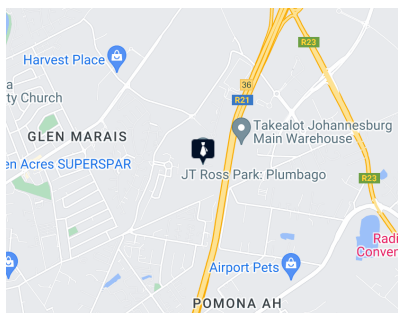 R23
Harvest Place
36
a
R21
ty Church
Takealot Johannesburg
Main Warehouse
GLEN MARAIS
en Acres SUPERSPAR
JT Ross Park: Plumbago
R23
Radi
Conven
Airport Pets
POMONA AH